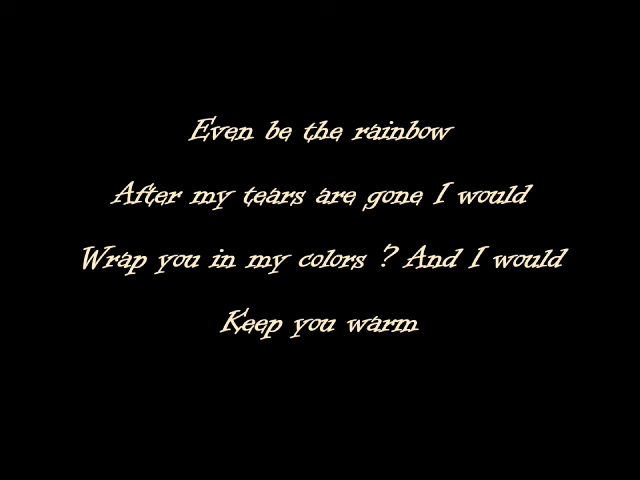 Even be the rainbow
After my tears are gone I would
Wrap you in my colors ? And I would
Keep you warm